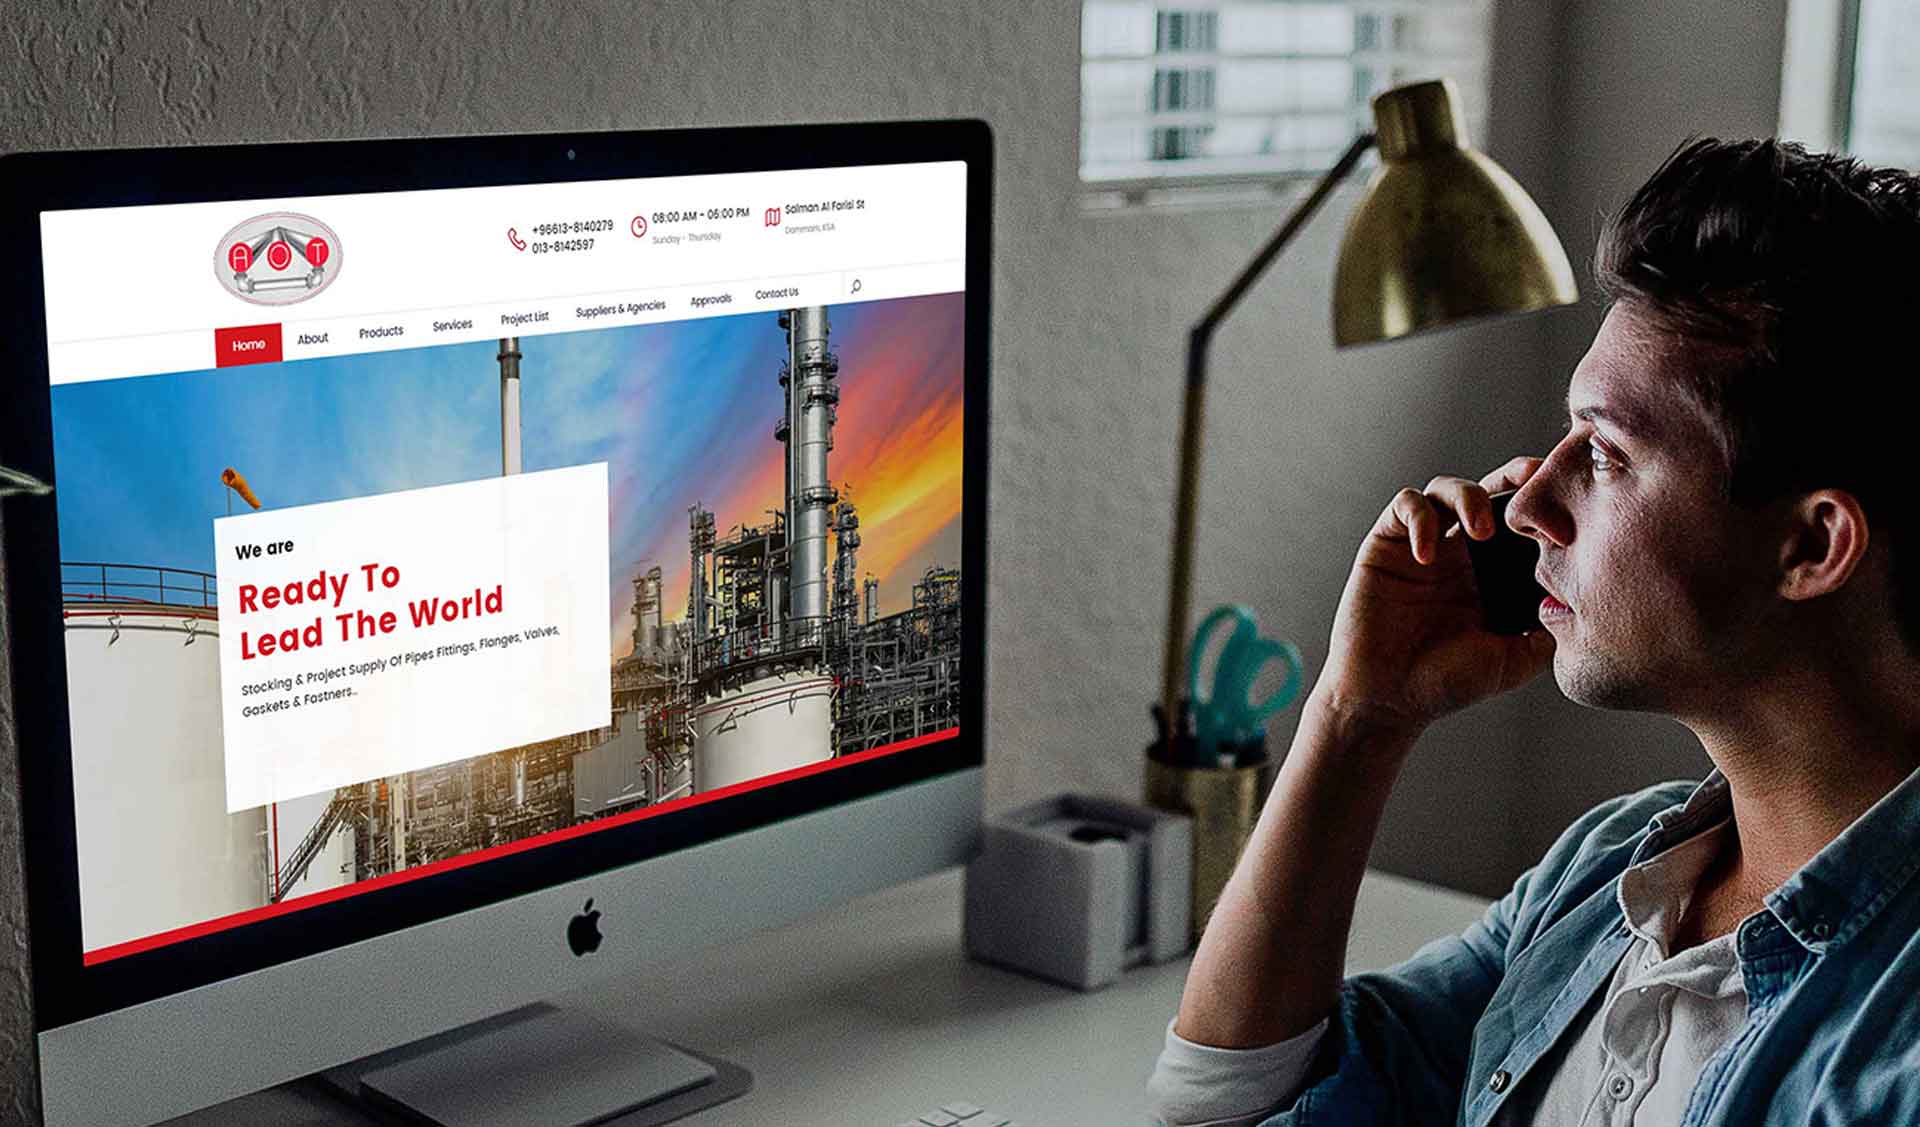 AOT
+96613-8140279
013-8142597
08:00 AM - 06:00 PM
Sunday - Thursday
Salman Al Farisi St
Dammam, KSA
Home About Products Services Project List Suppliers & Agencies Approvals Contact Us
We are
Ready To
Lead The World
Stocking & Project Supply Of Pipes Fittings, Flanges, Valves,
Gaskets & Fastners...